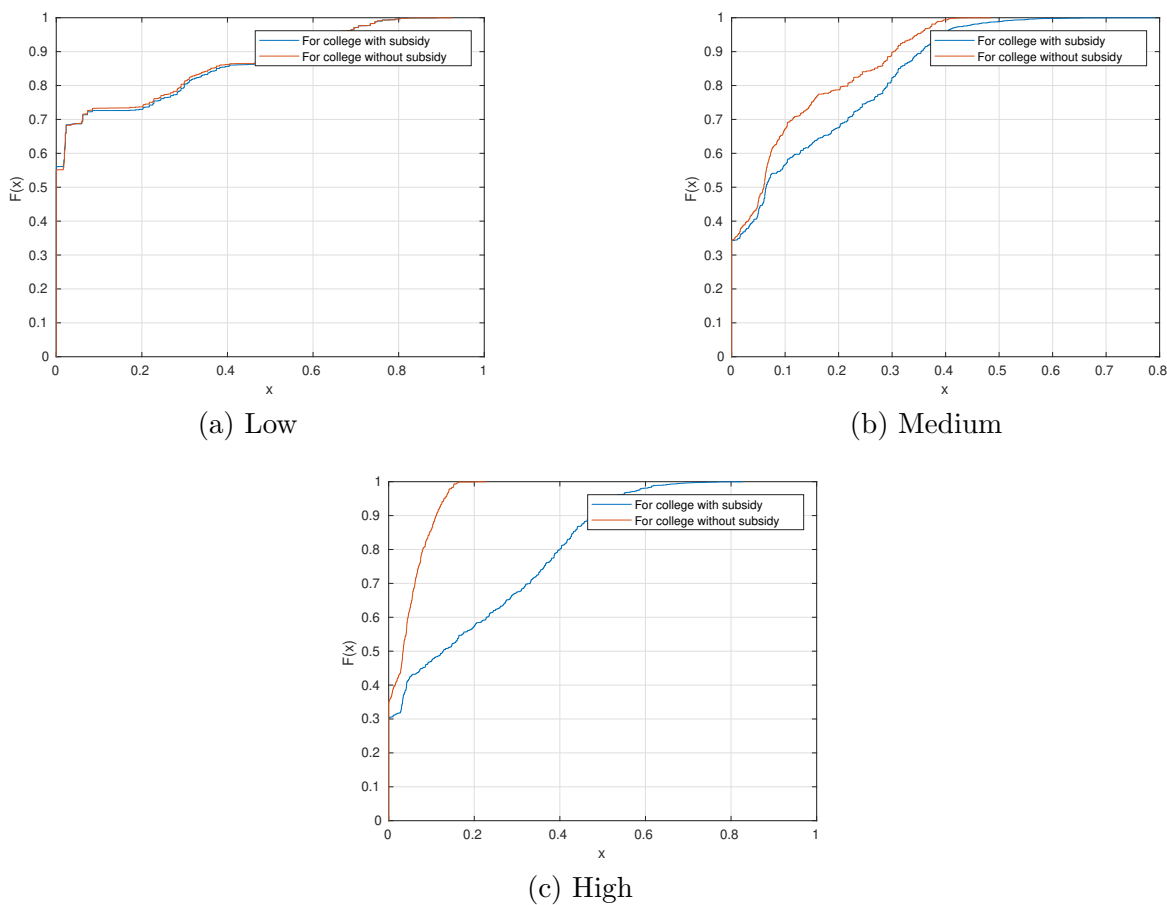 1
0.9
0.8
0.7
0.6
0.5
0.4
0.3
0.2
0.1
0
F(x)
For college with subsidy
For college without subsidy
0 0.2 0.4 0.6 0.8 1
x
(a) Low
1
0.9
0.8
0.7
0.6
0.5
0.4
0.3
0.2
0.1
0
F(x)
For college with subsidy
For college without subsidy
0 0.1 0.2 0.3 0.4 0.5 0.6 0.7 0.8
x
(b) Medium
1
0.9
0.8
0.7
0.6
0.5
0.4
0.3
0.2
0.1
0
F(x)
For college with subsidy
For college without subsidy
0 0.2 0.4 0.6 0.8 1
x
(c) High